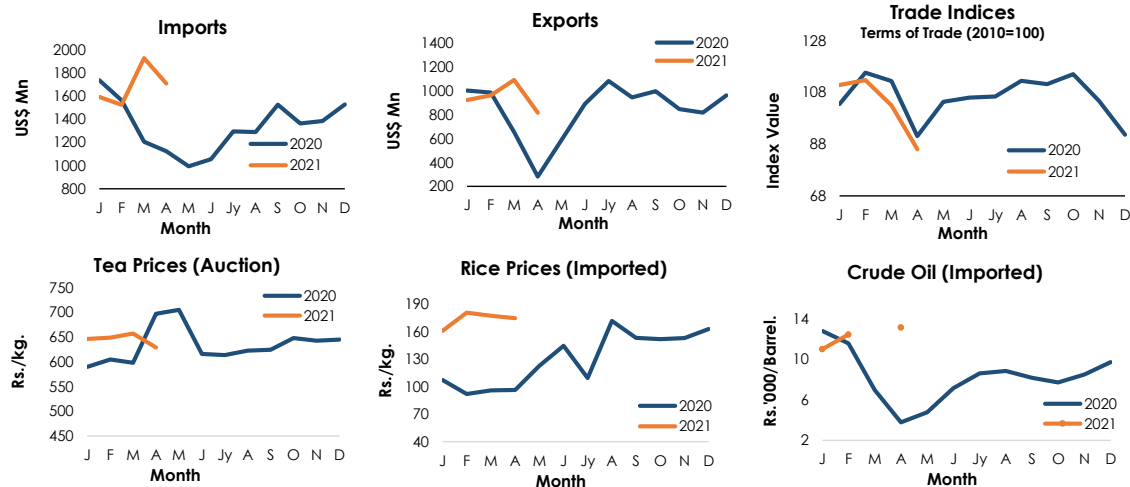 Imports
US$ Mn
2000
1800
1600
1400
1200
1000
800
2020
2021
J F M A M J Jy A S O N D
Month
Exports
US$ Mn
1400
1200
1000
800
600
400
200
2020
2021
J F M A M J Jy A S O N D
Month
Trade Indices
Terms of Trade (2010=100)
Index Value
128
108
88
68
2020
2021
J F M A M J Jy A S O N D
Month
Tea Prices (Auction)
Rs./kg.
750
700
650
600
550
500
450
2020
2021
J F M A M J Jy A S O N D
Month
Rice Prices (Imported)
Rs./kg.
190
160
130
100
70
40
2020
2021
J F M A M J Jy A S O N D
Month
Crude Oil (Imported)
Rs.'000/Barrel.
14
10
6
2
2020
2021
J F M A M J Jy A S O N D
Month